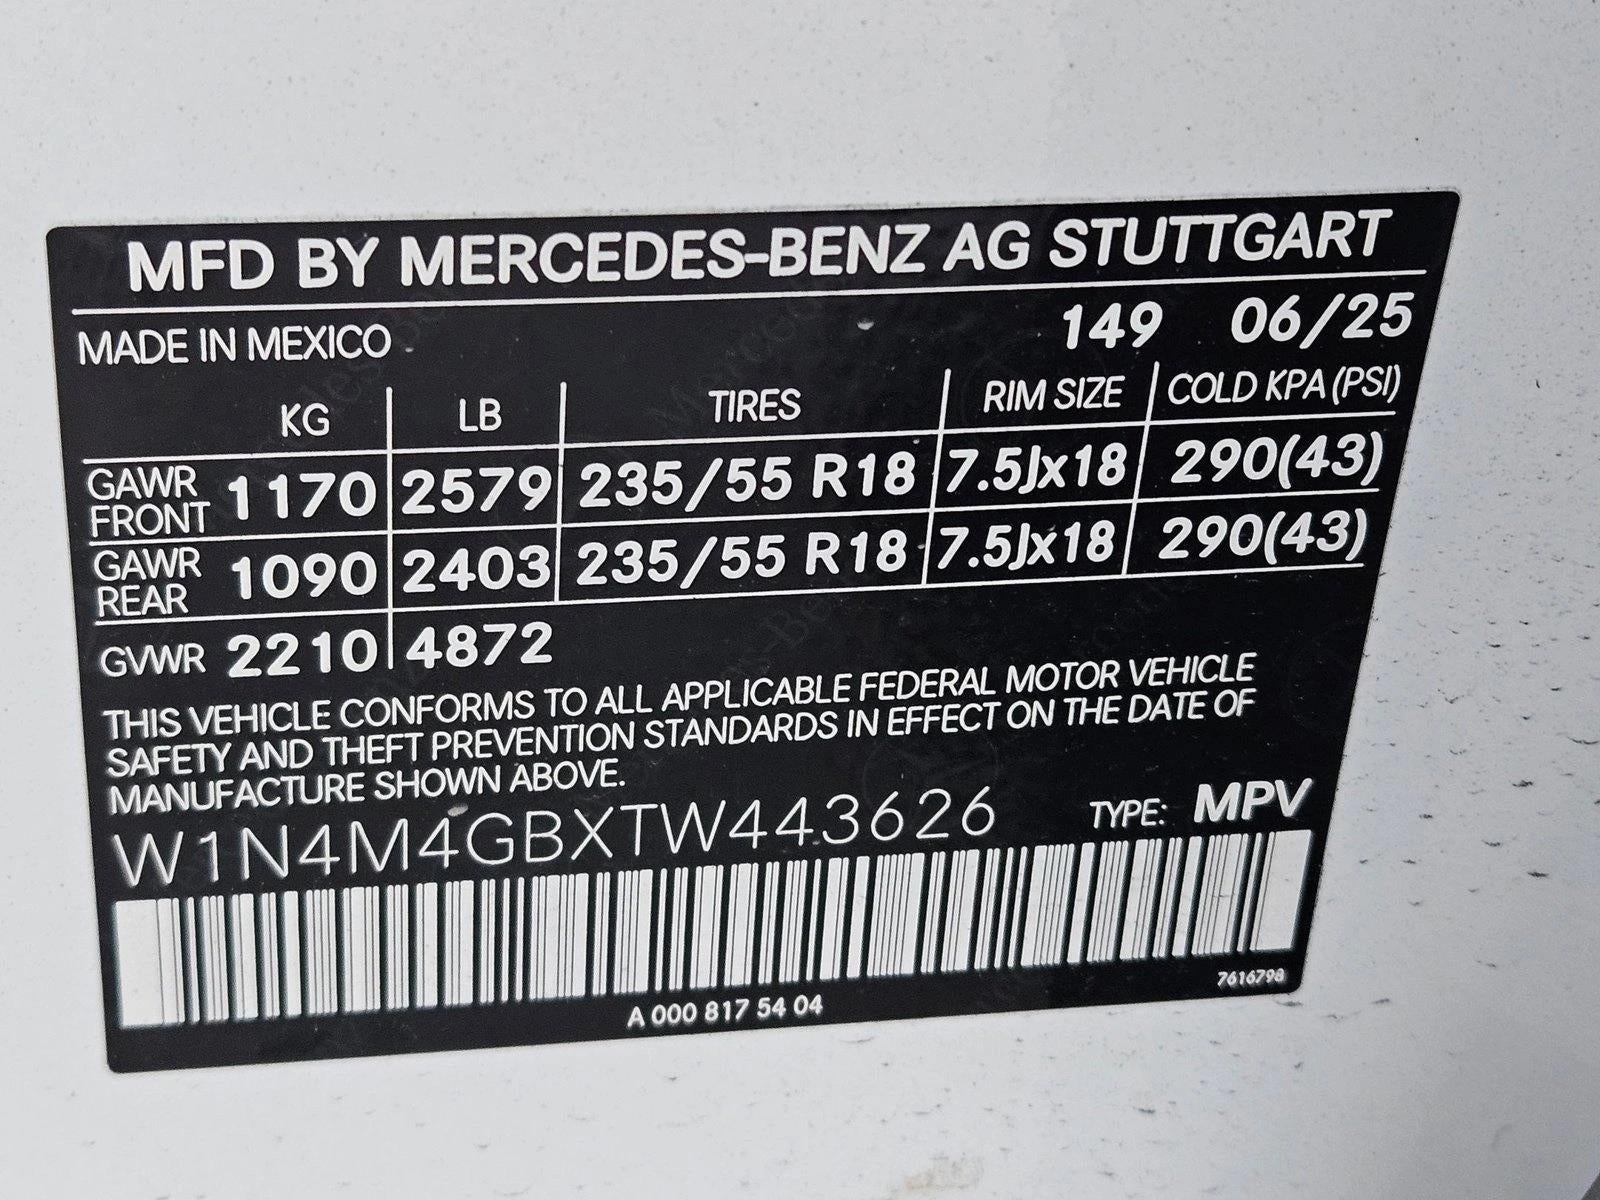 MFD BY MERCEDES-BENZ AG STUTTGART
MADE IN MEXICO 149 06/25
KG LB TIRES RIM SIZE COLD KPA (PSI)
GAWR FRONT 1170 2579 235/55 R18 7.5Jx18 290(43)
GAWR REAR 1090 2403 235/55 R18 7.5Jx18 290(43)
GVWR 2210 4872
THIS VEHICLE CONFORMS TO ALL APPLICABLE FEDERAL MOTOR VEHICLE
SAFETY AND THEFT PREVENTION STANDARDS IN EFFECT ON THE DATE OF
MANUFACTURE SHOWN ABOVE.
W1N4M4GBXTW443626 TYPE: MPV
A 000 817 54 04
7616798